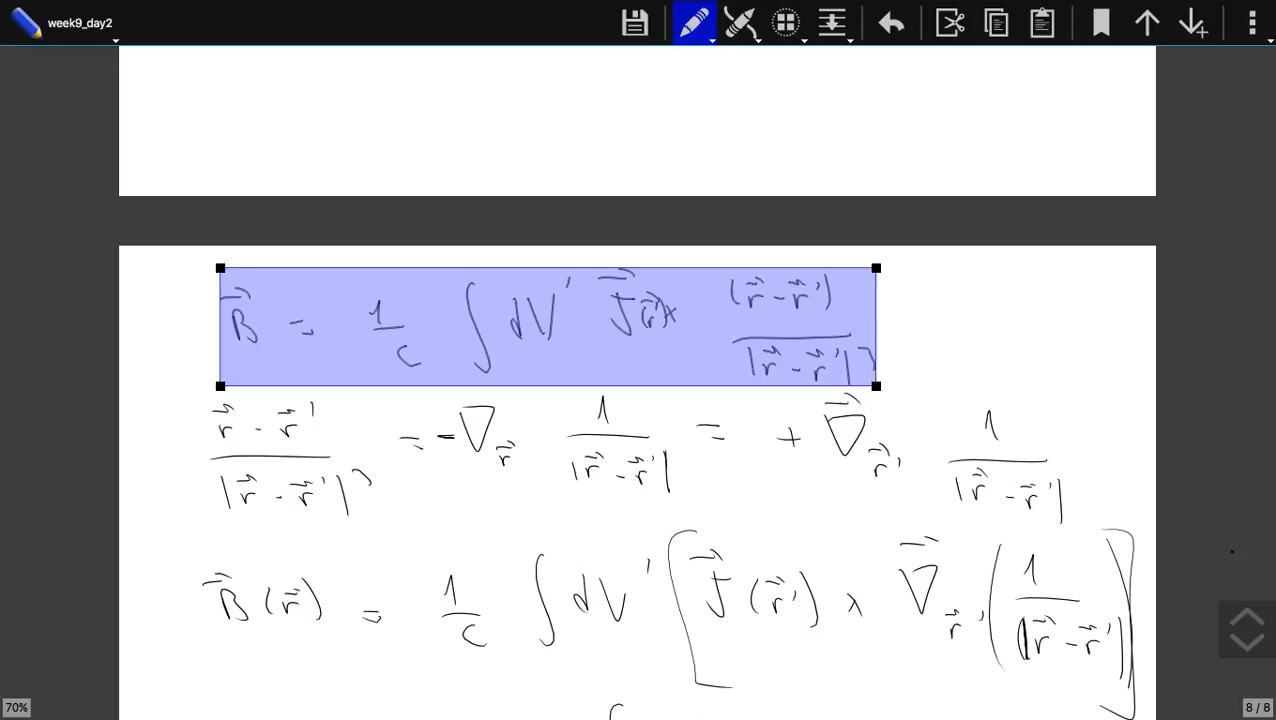 week9_day2
B⃗ = 1/c ∫ dV' J⃗(r⃗') × (r⃗ - r⃗')/|r⃗ - r⃗'|³
(r⃗ - r⃗')/|r⃗ - r⃗'|³ = -∇_r⃗ 1/|r⃗ - r⃗'| = + ∇⃗_r⃗' 1/|r⃗ - r⃗'|
B⃗(r⃗) = 1/c ∫ dV' [J⃗(r⃗') × ∇⃗_r⃗' (1/|r⃗ - r⃗'|)]
70%
8 / 8